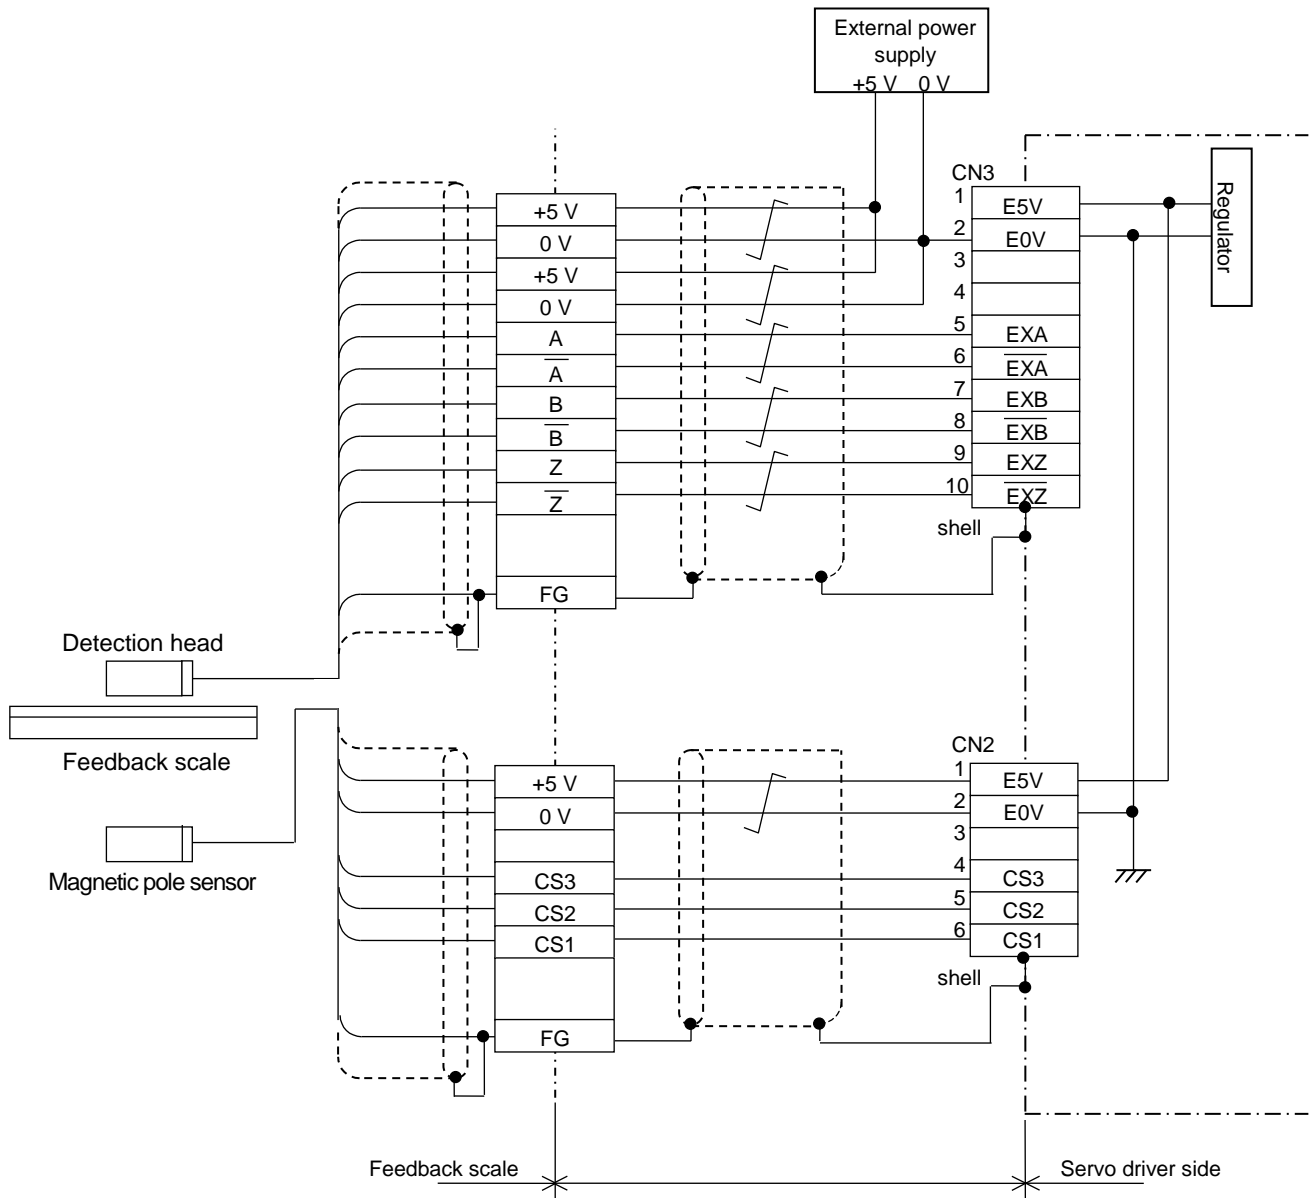 External power
supply
+5 V 0 V
CN3
Regulator
+5 V
0 V
+5 V
0 V
A
A̅
B
B̅
Z
Z̅
FG
1 E5V
2 E0V
3
4
5 EXA
6 E̅X̅A̅
7 EXB
8 E̅X̅B̅
9 EXZ
10 E̅X̅Z̅
shell
Detection head
Feedback scale
Magnetic pole sensor
+5 V
0 V
CS3
CS2
CS1
FG
CN2
1 E5V
2 E0V
3
4 CS3
5 CS2
6 CS1
shell
Feedback scale
Servo driver side